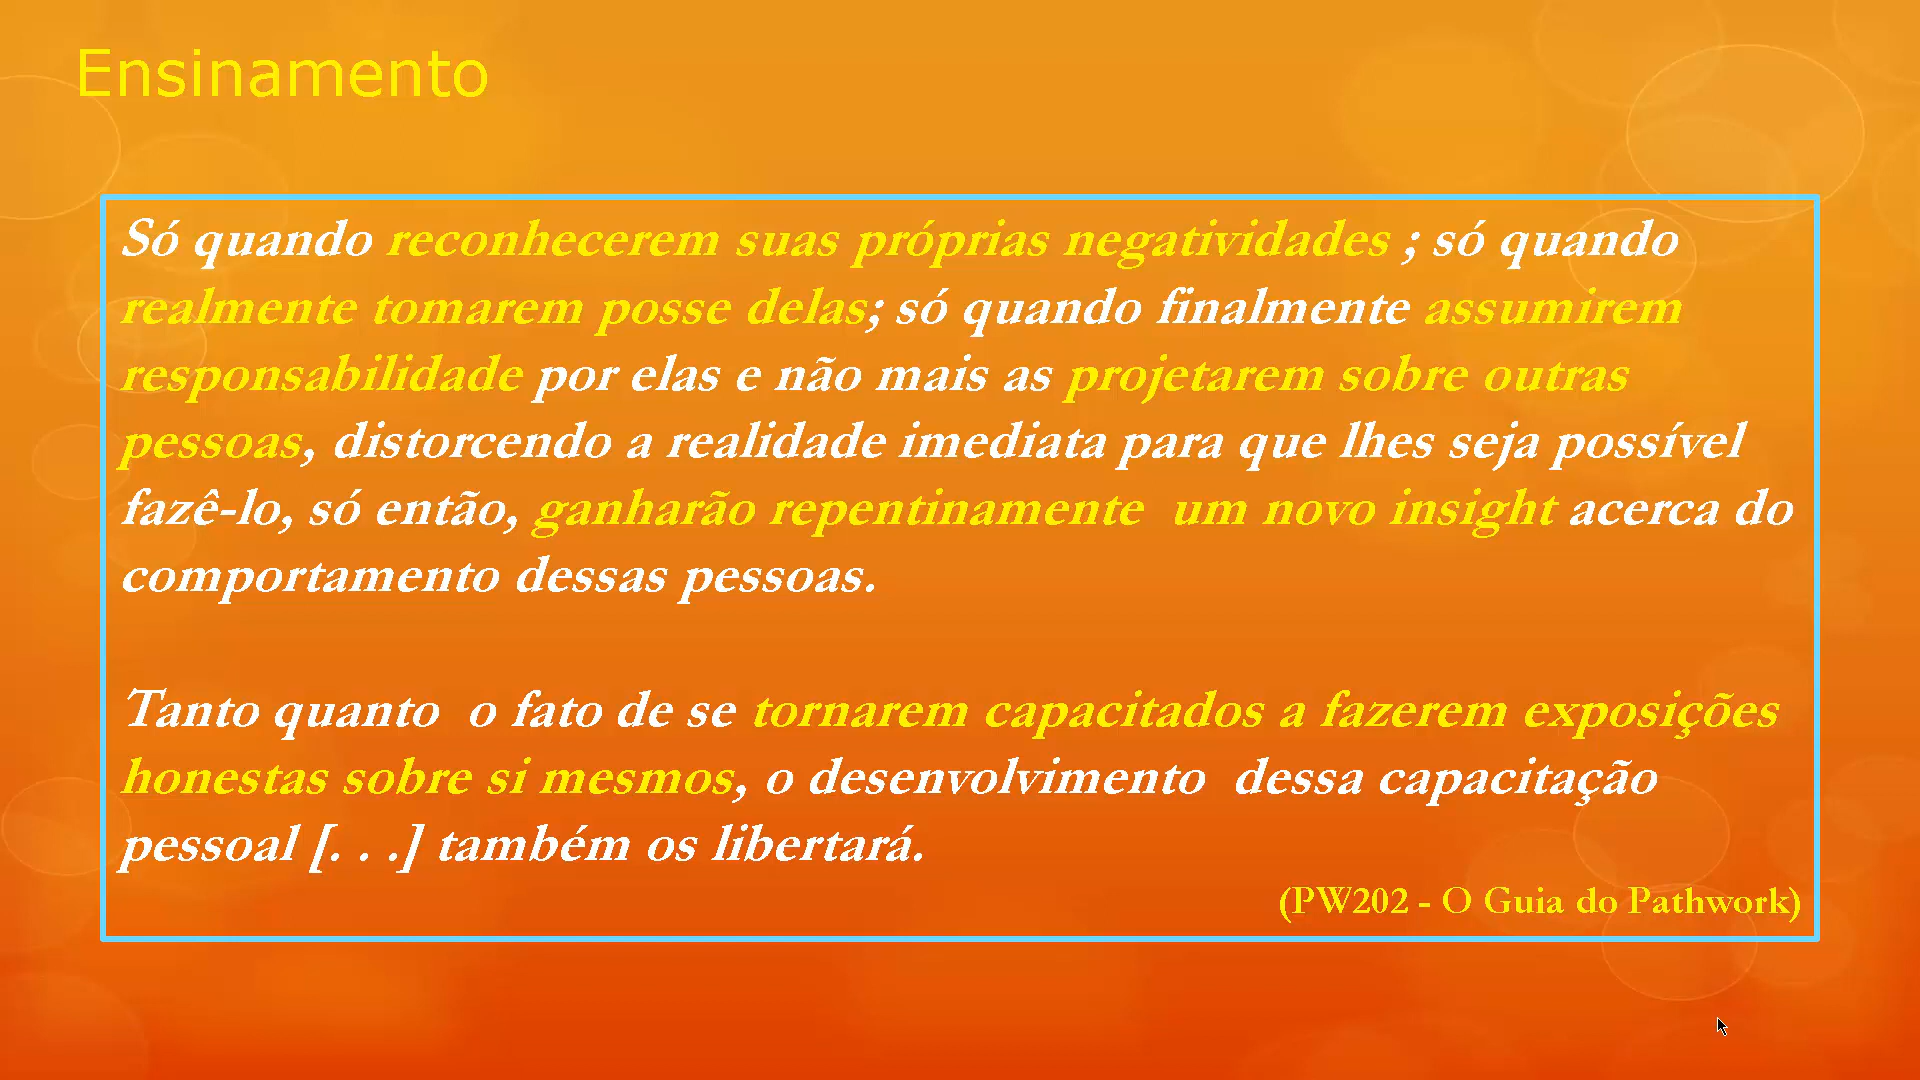 Ensinamento
Só quando reconhecerem suas próprias negatividades ; só quando
realmente tomarem posse delas; só quando finalmente assumirem
responsabilidade por elas e não mais as projetarem sobre outras
pessoas, distorcendo a realidade imediata para que lhes seja possível
fazê-lo, só então, ganharão repentinamente um novo insight acerca do
comportamento dessas pessoas.
Tanto quanto o fato de se tornarem capacitados a fazerem exposições
honestas sobre si mesmos, o desenvolvimento dessa capacitação
pessoal [. . .] também os libertará.
(PW202 - O Guia do Pathwork)